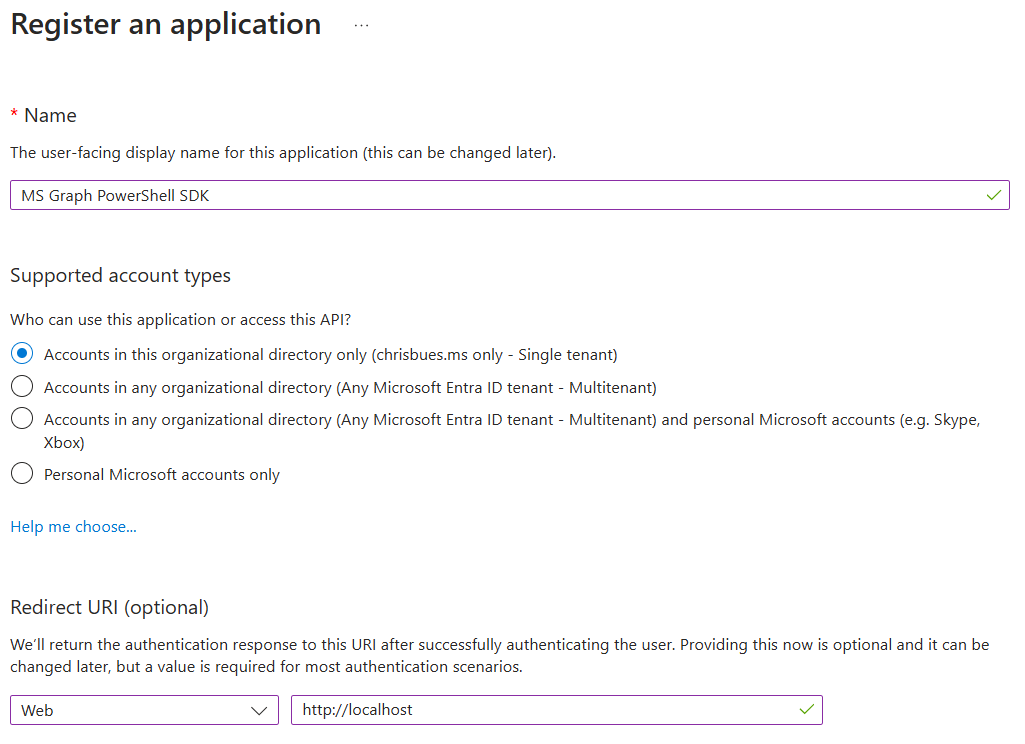 Register an application ...
* Name
The user-facing display name for this application (this can be changed later).
MS Graph PowerShell SDK
Supported account types
Who can use this application or access this API?
Accounts in this organizational directory only (chrisbues.ms only - Single tenant)
Accounts in any organizational directory (Any Microsoft Entra ID tenant - Multitenant)
Accounts in any organizational directory (Any Microsoft Entra ID tenant - Multitenant) and personal Microsoft accounts (e.g. Skype,
Xbox)
Personal Microsoft accounts only
Help me choose...
Redirect URI (optional)
We'll return the authentication response to this URI after successfully authenticating the user. Providing this now is optional and it can be
changed later, but a value is required for most authentication scenarios.
Web http://localhost